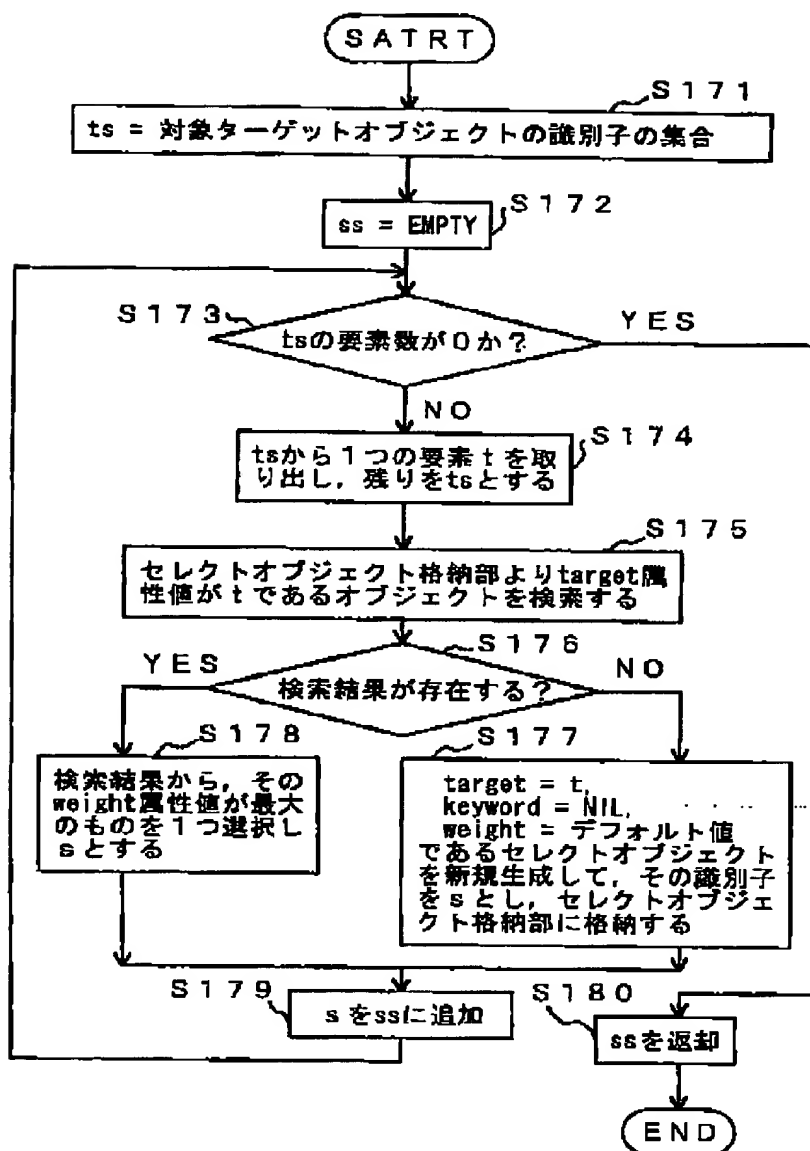 SATRT
S171
ts = 対象ターゲットオブジェクトの識別子の集合
S172
ss = EMPTY
S173
tsの要素数が0か?
YES
NO
S174
tsから1つの要素tを取
り出し,残りをtsとする
S175
セレクトオブジェクト格納部よりtarget属
性値がtであるオブジェクトを検索する
S176
検索結果が存在する?
YES
NO
S178
検索結果から,その
weight属性値が最大
のものを1つ選択し
sとする
S177
target = t,
keyword = NIL,
weight = デフォルト値
であるセレクトオブジェクト
を新規生成して,その識別子
をsとし,セレクトオブジェ
クト格納部に格納する
S179
sをssに追加
S180
ssを返却
END